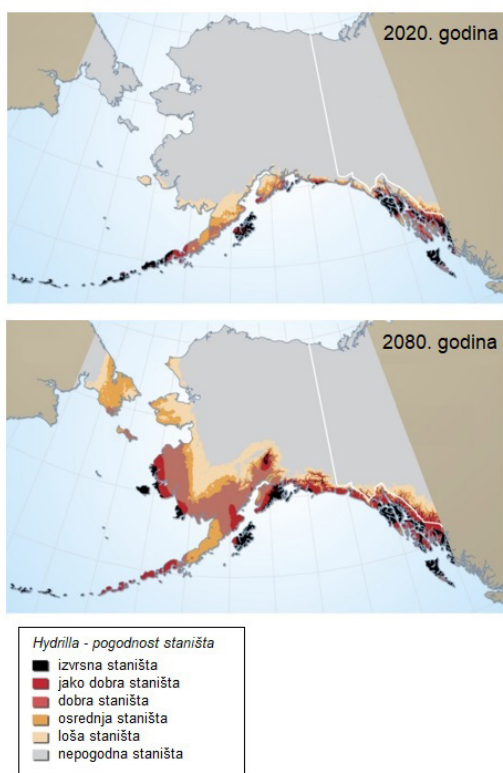 2020. godina
2080. godina
Hydrilla - pogodnost staništa
izvrsna staništa
jako dobra staništa
dobra staništa
osrednja staništa
loša staništa
nepogodna staništa